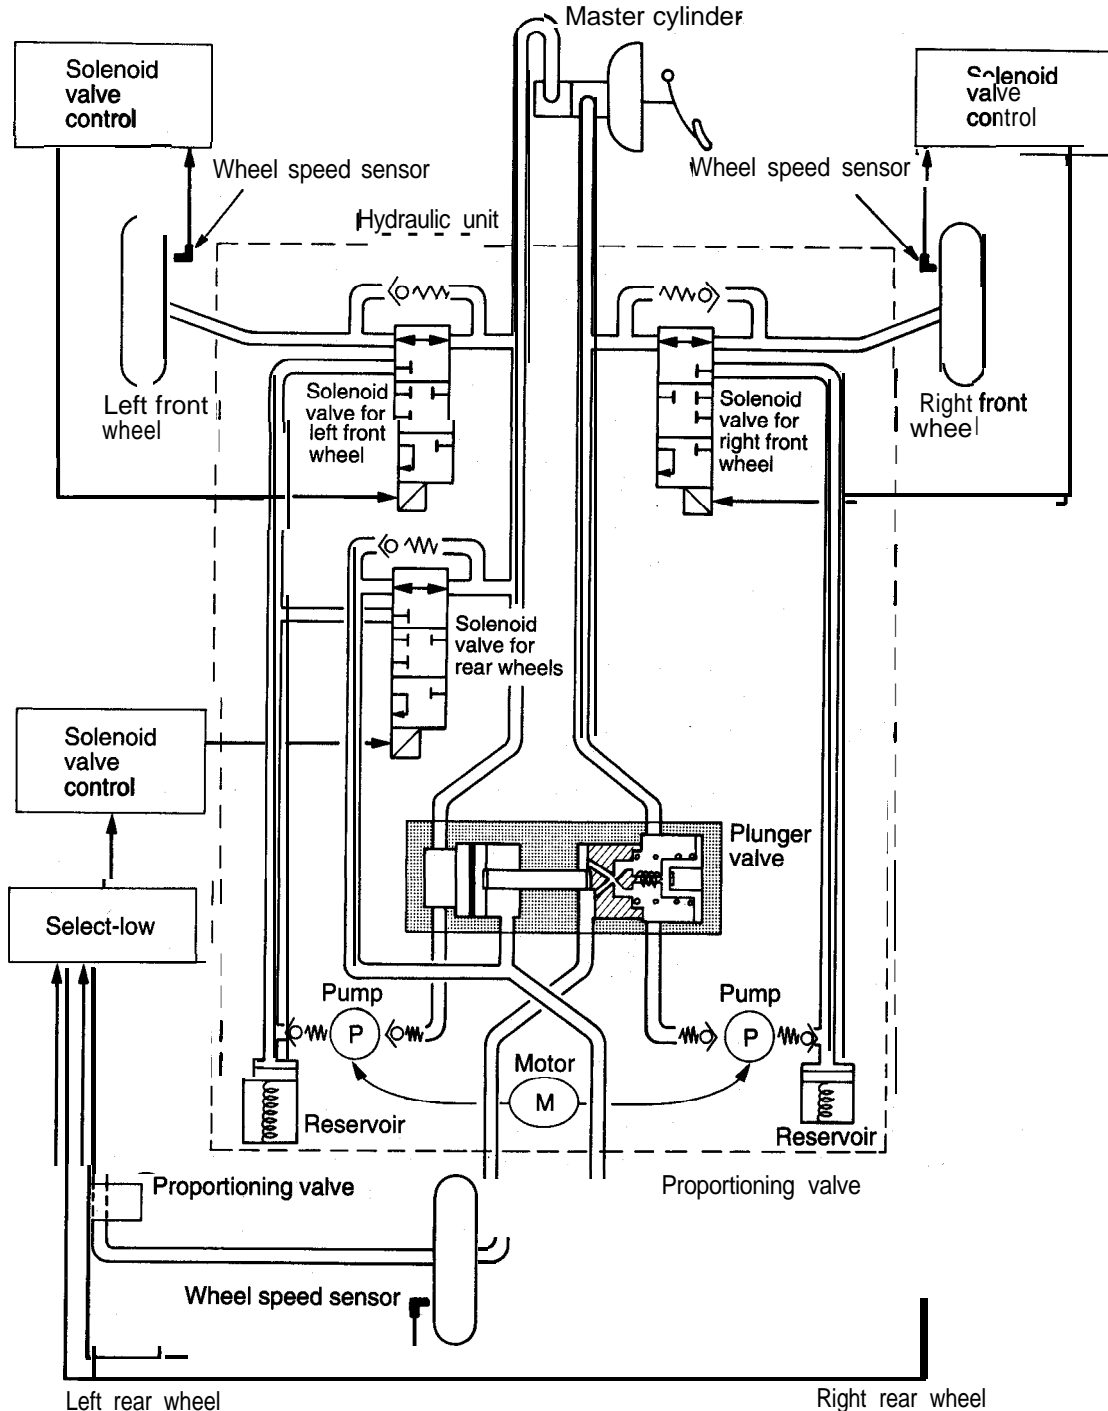 Master cylinder
Solenoid
valve
control
Solenoid
valve
control
Wheel speed sensor
Wheel speed sensor
Hydraulic unit
Left front
wheel
Solenoid
valve for
left front
wheel
Solenoid
valve for
right front
wheel
Right front
wheel
Solenoid
valve for
rear wheels
Solenoid
valve
control
Plunger
valve
Select-low
Pump
P
Pump
P
Motor
M
Reservoir
Reservoir
Proportioning valve
Proportioning valve
Wheel speed sensor
Left rear wheel
Right rear wheel